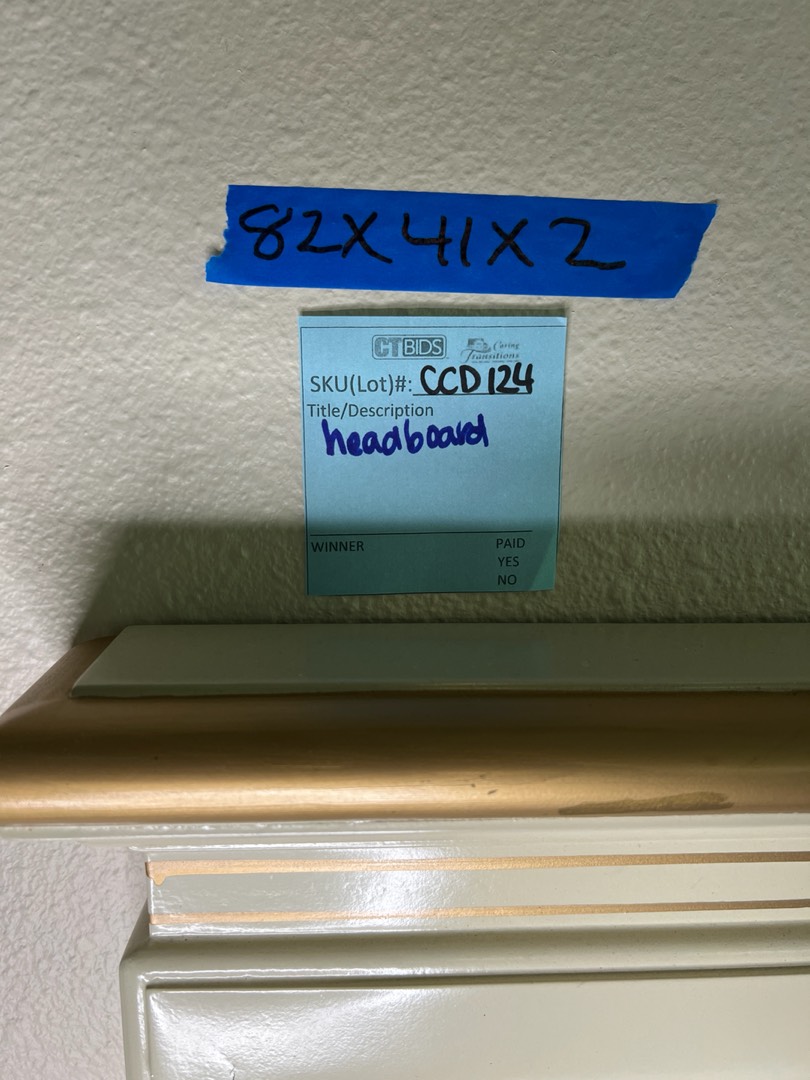 82X41X2
CTBIDS Caring Transitions
SKU(Lot)#: CCD124
Title/Description
headboard
WINNER PAID
YES
NO